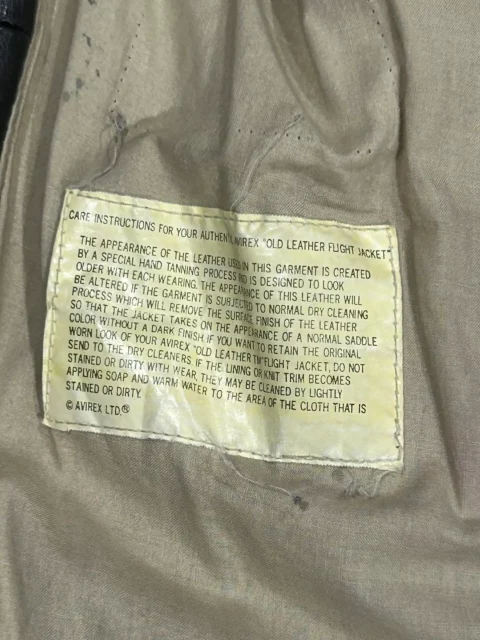 CARE INSTRUCTIONS FOR YOUR AUTHENTIC AVIREX "OLD LEATHER FLIGHT JACKET"
THE APPEARANCE OF THE LEATHER USED IN THIS GARMENT IS CREATED
BY A SPECIAL HAND TANNING PROCESS AND IS DESIGNED TO LOOK
OLDER WITH EACH WEARING. THE APPEARANCE OF THIS LEATHER WILL
BE ALTERED IF THE GARMENT IS SUBJECTED TO NORMAL DRY CLEANING
PROCESS WHICH WILL REMOVE THE SURFACE FINISH OF THE LEATHER
SO THAT THE JACKET TAKES ON THE APPEARANCE OF A NORMAL SADDLE
COLOR WITHOUT A DARK FINISH. IF YOU WANT TO RETAIN THE ORIGINAL
WORN LOOK OF YOUR AVIREX "OLD LEATHER™" FLIGHT JACKET, DO NOT
SEND TO THE DRY CLEANERS. IF THE LINING OR KNIT TRIM BECOMES
STAINED OR DIRTY WITH WEAR, THEY MAY BE CLEANED BY LIGHTLY
APPLYING SOAP AND WARM WATER TO THE AREA OF THE CLOTH THAT IS
STAINED OR DIRTY.
© AVIREX LTD®